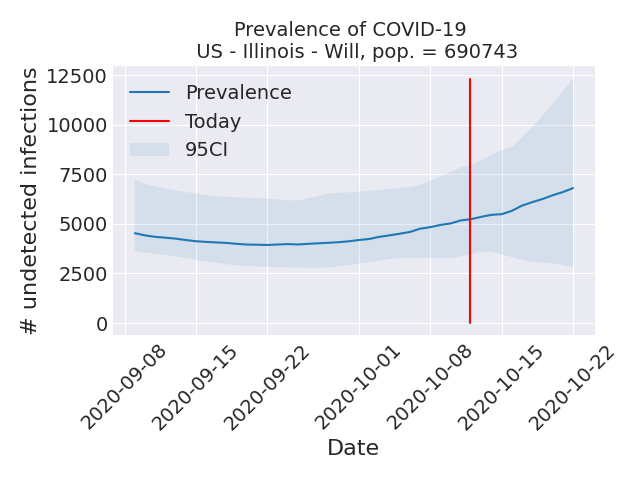 Prevalence of COVID-19
US - Illinois - Will, pop. = 690743
# undetected infections
12500
10000
7500
5000
2500
0
Prevalence
Today
95CI
2020-09-08
2020-09-15
2020-09-22
2020-10-01
2020-10-08
2020-10-15
2020-10-22
Date